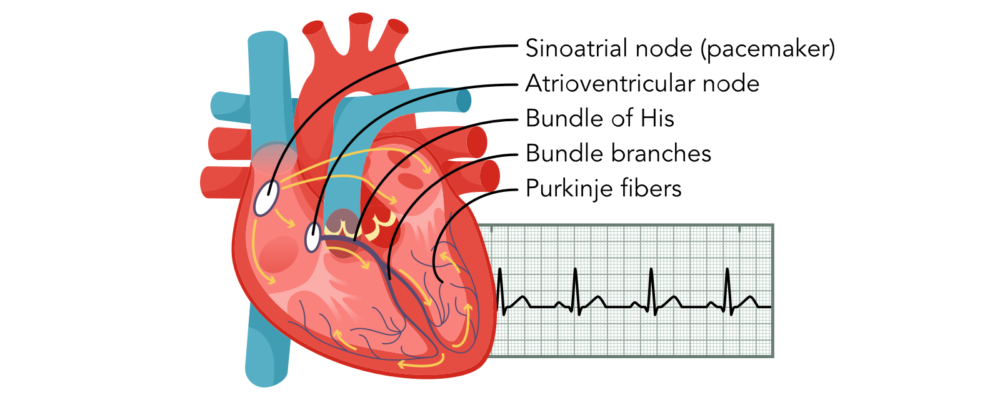 Sinoatrial node (pacemaker)
Atrioventricular node
Bundle of His
Bundle branches
Purkinje fibers